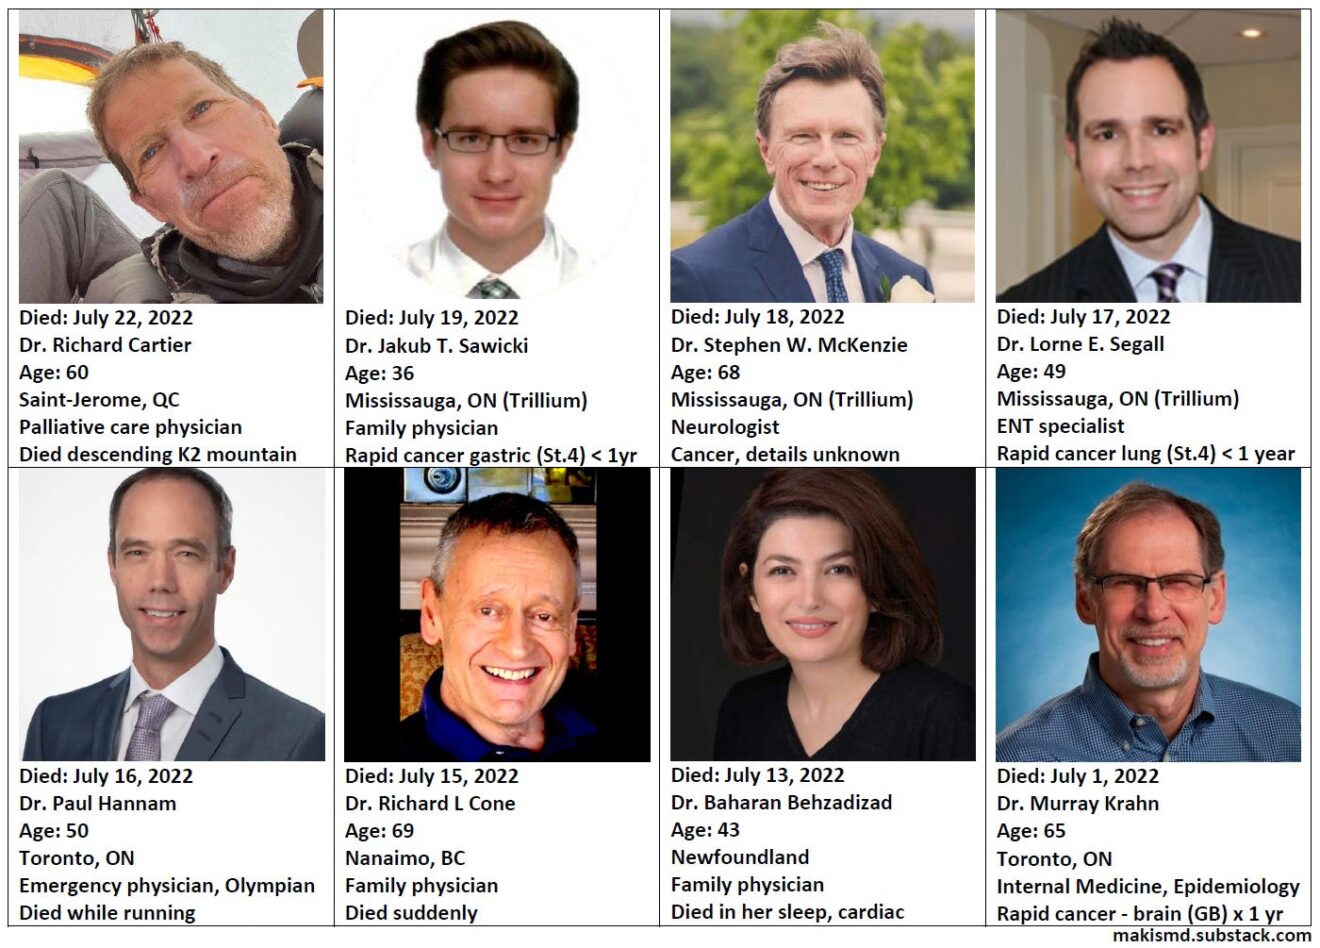 Died: July 22, 2022
Dr. Richard Cartier
Age: 60
Saint-Jerome, QC
Palliative care physician
Died descending K2 mountain
Died: July 19, 2022
Dr. Jakub T. Sawicki
Age: 36
Mississauga, ON (Trillium)
Family physician
Rapid cancer gastric (St.4) < 1yr
Died: July 18, 2022
Dr. Stephen W. McKenzie
Age: 68
Mississauga, ON (Trillium)
Neurologist
Cancer, details unknown
Died: July 17, 2022
Dr. Lorne E. Segall
Age: 49
Mississauga, ON (Trillium)
ENT specialist
Rapid cancer lung (St.4) < 1 year
Died: July 16, 2022
Dr. Paul Hannam
Age: 50
Toronto, ON
Emergency physician, Olympian
Died while running
Died: July 15, 2022
Dr. Richard L Cone
Age: 69
Nanaimo, BC
Family physician
Died suddenly
Died: July 13, 2022
Dr. Baharan Behzadizad
Age: 43
Newfoundland
Family physician
Died in her sleep, cardiac
Died: July 1, 2022
Dr. Murray Krahn
Age: 65
Toronto, ON
Internal Medicine, Epidemiology
Rapid cancer - brain (GB) x 1 yr
makismd.substack.com